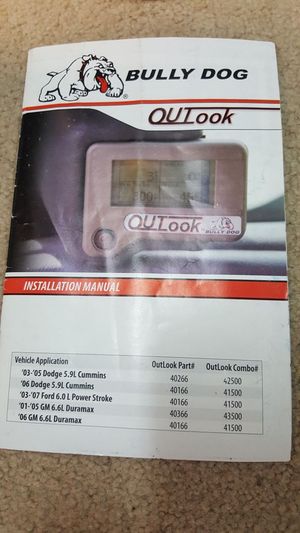 BULLY DOG
OUTLook
OUTLook
BULLY DOG
INSTALLATION MANUAL
Vehicle Application OutLook Part# OutLook Combo#
'03-'05 Dodge 5.9L Cummins 40266 42500
'06 Dodge 5.9L Cummins 40166 41500
'03-'07 Ford 6.0 L Power Stroke 40166 41500
'01-'05 GM 6.6L Duramax 40366 43500
'06 GM 6.6L Duramax 40166 41500